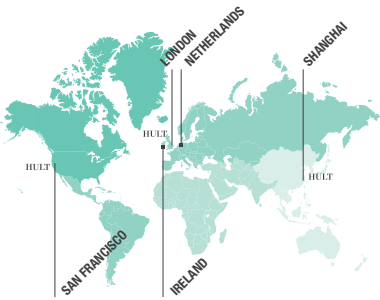 LONDON
NETHERLANDS
SHANGHAI
HULT
HULT
HULT
SAN FRANCISCO
IRELAND